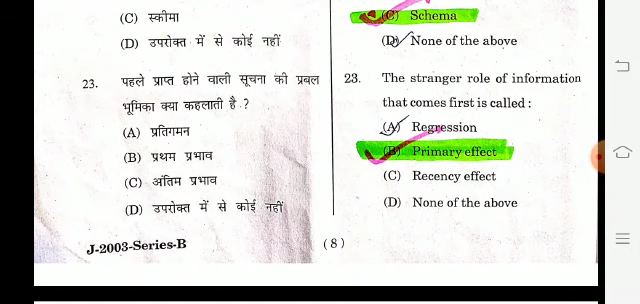 (C) स्कीमा
(D) उपरोक्त में से कोई नहीं
23. पहले प्राप्त होने वाली सूचना की प्रबल
भूमिका क्या कहलाती है ?
(A) प्रतिगमन
(B) प्रथम प्रभाव
(C) अंतिम प्रभाव
(D) उपरोक्त में से कोई नहीं
(C) Schema
(D) None of the above
23. The stranger role of information
that comes first is called :
(A) Regression
(B) Primary effect
(C) Recency effect
(D) None of the above
J-2003-Series-B
(8)